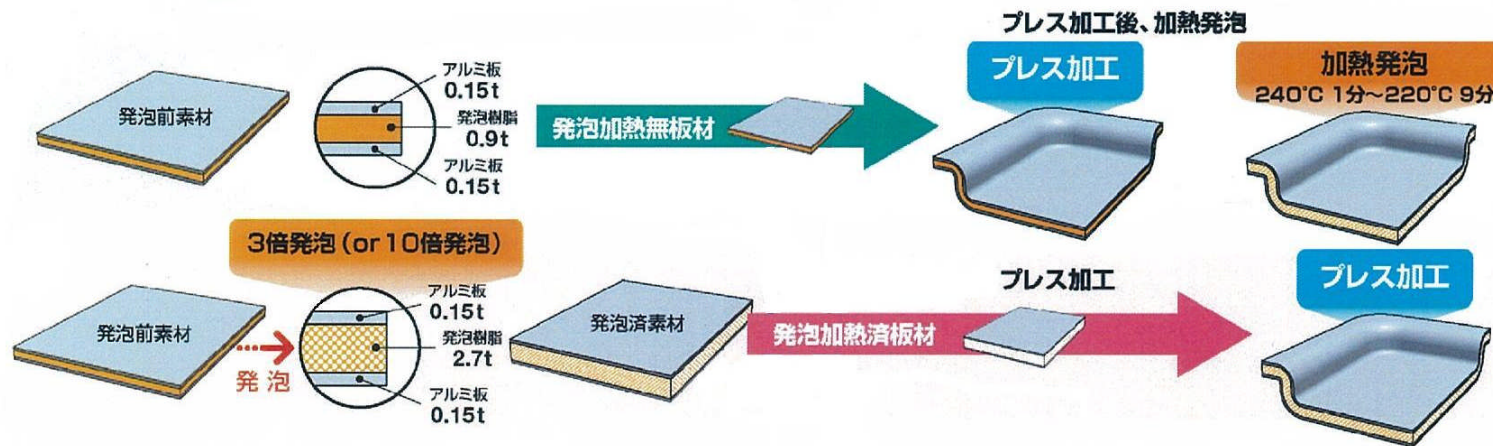 プレス加工後、加熱発泡
発泡前素材
アルミ板
0.15t
発泡樹脂
0.9t
アルミ板
0.15t
発泡加熱無板材
プレス加工
加熱発泡
240℃ 1分~220℃ 9分
3倍発泡(or 10倍発泡)
発泡前素材
発泡
アルミ板
0.15t
発泡樹脂
2.7t
アルミ板
0.15t
発泡済素材
発泡加熱済板材
プレス加工
プレス加工